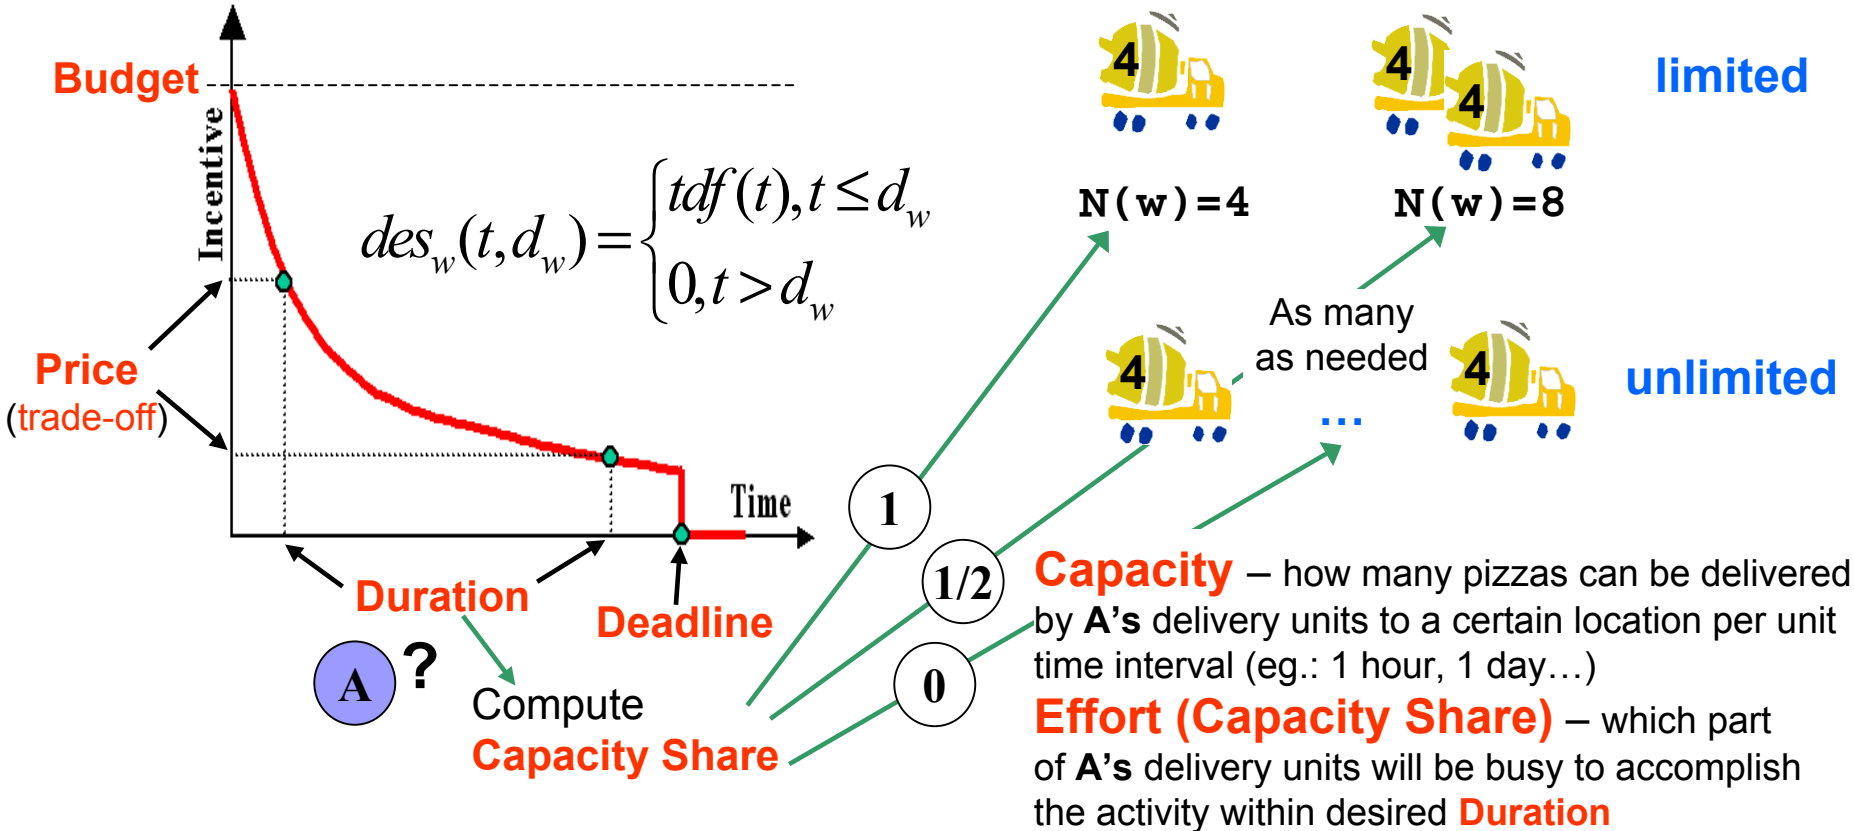 Budget
Incentive
des_w(t,d_w)= { tdf(t),t≤d_w
0,t>d_w
Price
(trade-off)
Time
Duration
Deadline
A ?
Compute
Capacity Share
1
1/2
0
4
4
4
limited
N(w)=4
N(w)=8
As many
as needed
4
...
4
unlimited
Capacity – how many pizzas can be delivered
by A's delivery units to a certain location per unit
time interval (eg.: 1 hour, 1 day…)
Effort (Capacity Share) – which part
of A's delivery units will be busy to accomplish
the activity within desired Duration